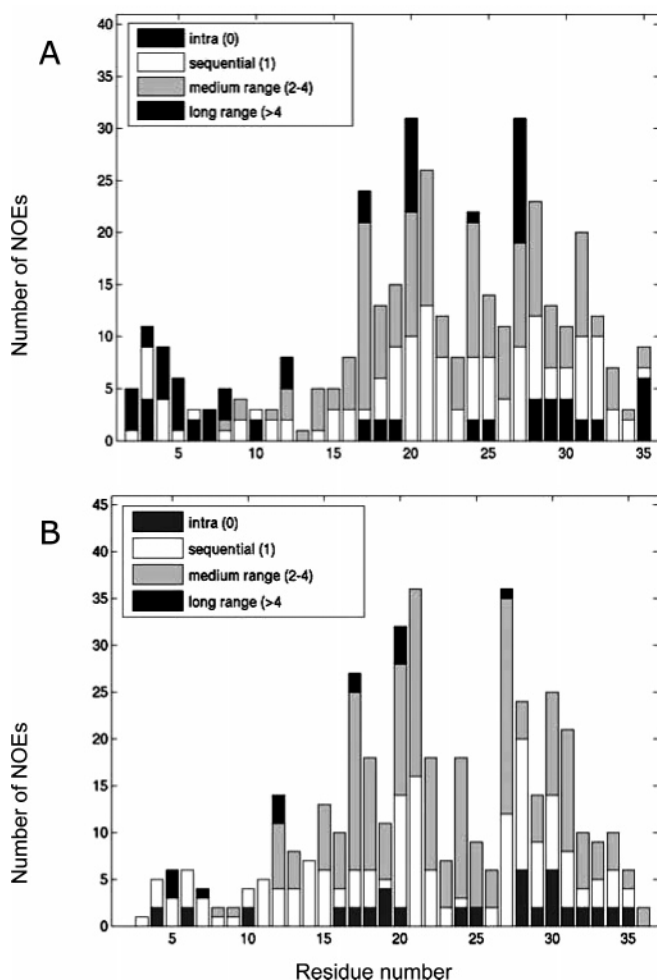 A
intra (0)
sequential (1)
medium range (2-4)
long range (>4
Number of NOEs
40
35
30
25
20
15
10
5
0
5 10 15 20 25 30 35
B
intra (0)
sequential (1)
medium range (2-4)
long range (>4
Number of NOEs
45
40
35
30
25
20
15
10
5
0
5 10 15 20 25 30 35
Residue number